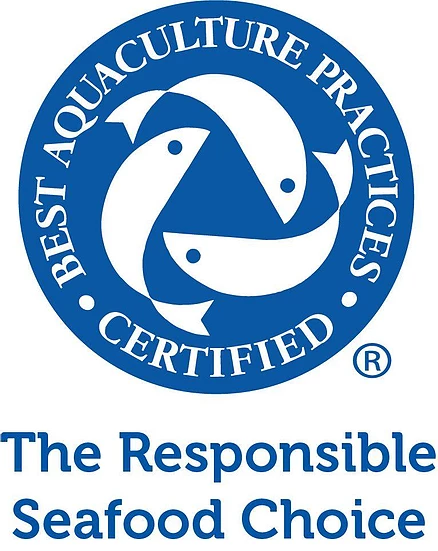 BEST AQUACULTURE PRACTICES
• CERTIFIED •
®
The Responsible
Seafood Choice